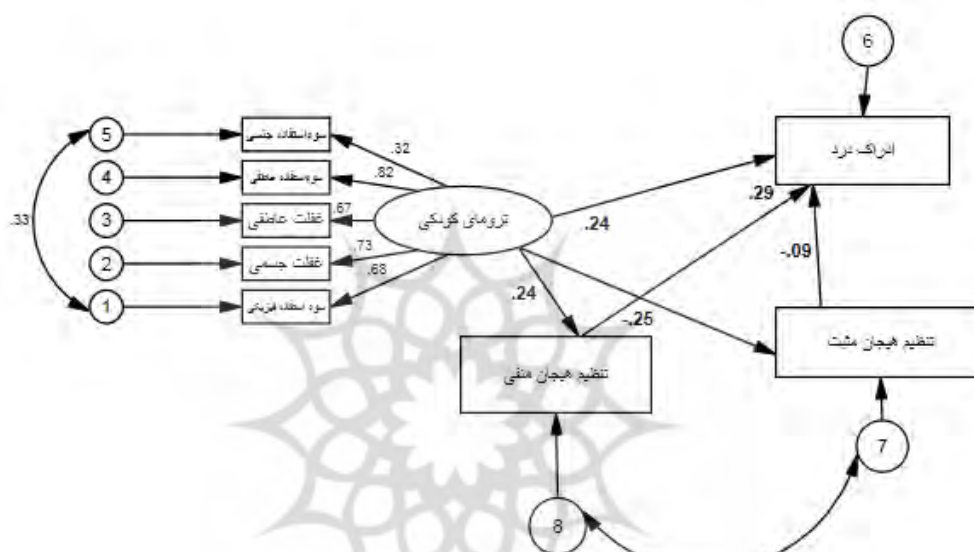 6
5
سوءاستفاده جنسی
.32
ادراک درد
4
سوءاستفاده عاطفی
.82
.29
.33
3
غفلت عاطفی
.67
ترومای کودکی
.24
2
غفلت جسمی
.73
-.09
.68
1
سوء استفاده فیزیکی
.24
-.25
تنظیم هیجان مثبت
تنظیم هیجان منفی
7
8